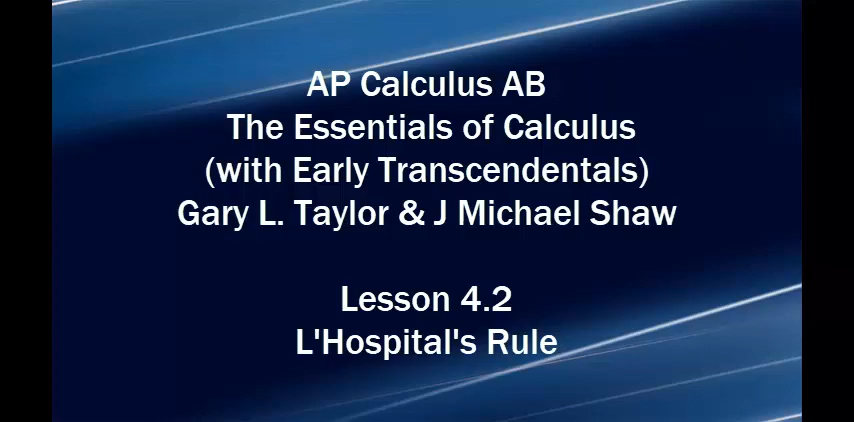 AP Calculus AB
The Essentials of Calculus
(with Early Transcendentals)
Gary L. Taylor & J Michael Shaw
Lesson 4.2
L'Hospital's Rule